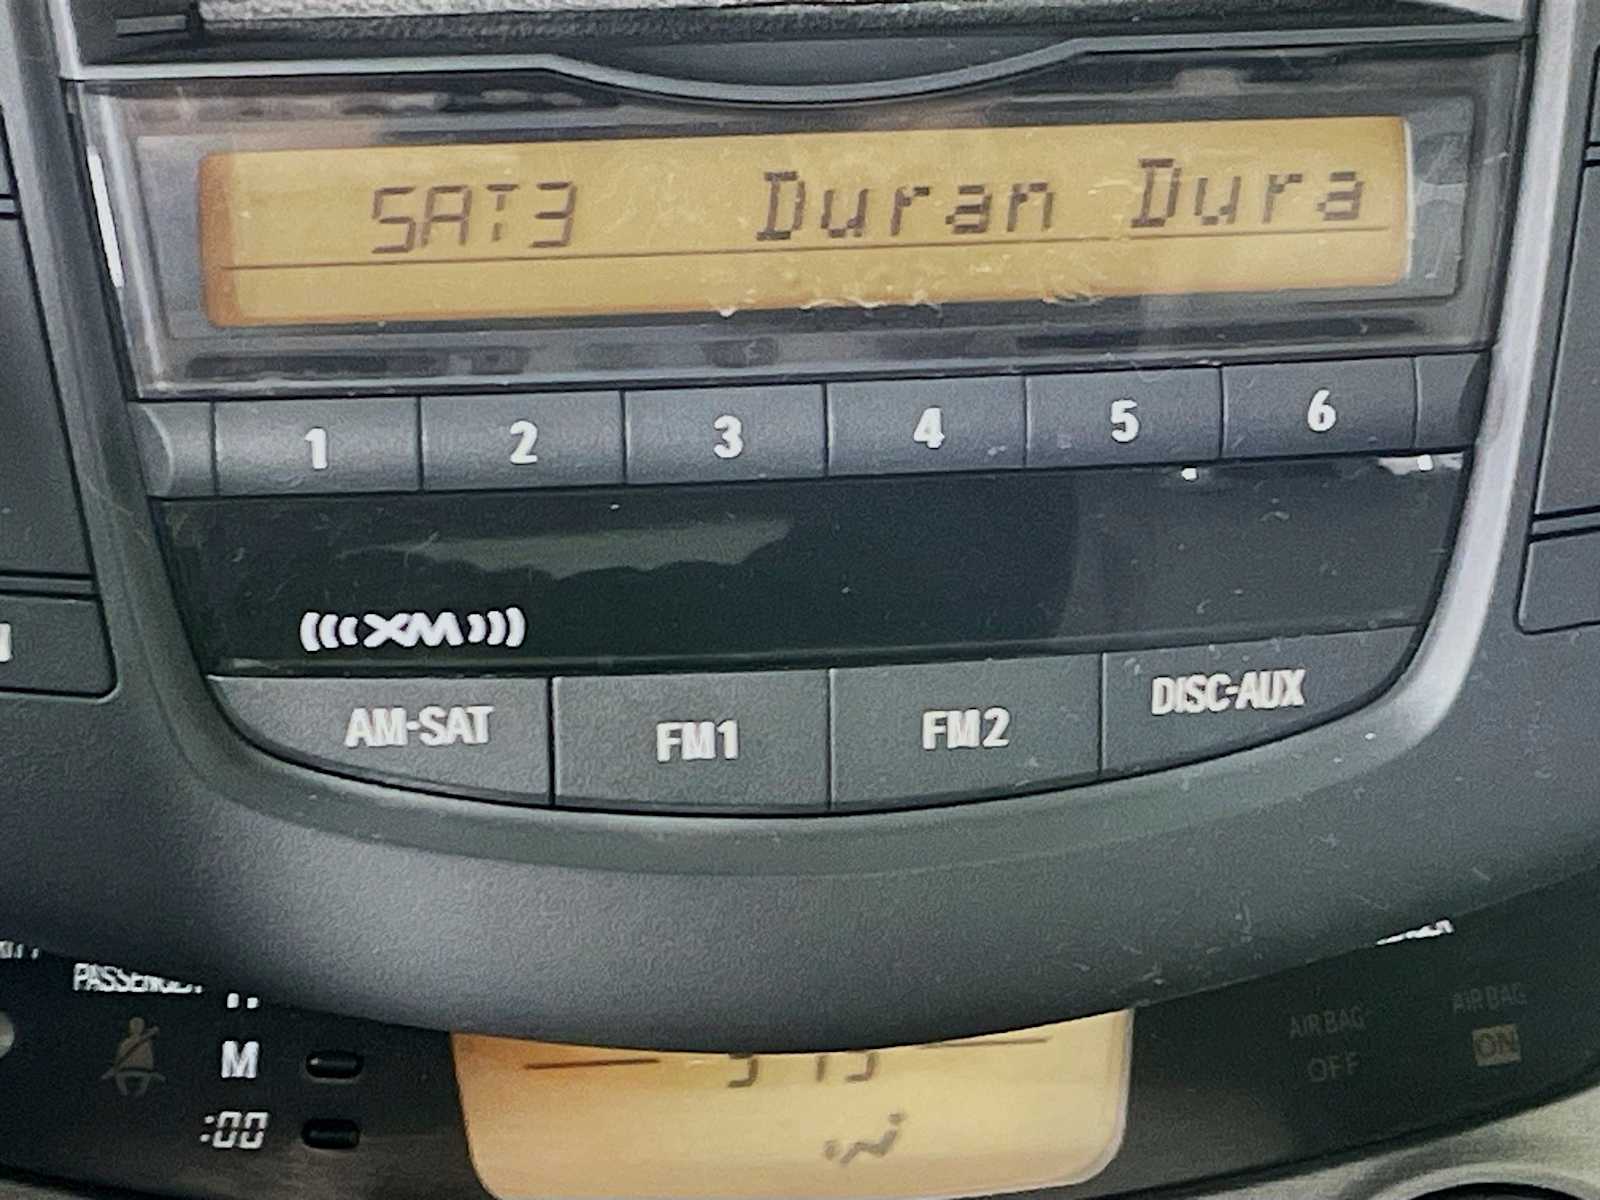 SAT3 Duran Dura
1 2 3 4 5 6
(((XM)))
AM-SAT FM1 FM2 DISC-AUX
PASSENGER
AIR BAG AIR BAG
OFF ON
M
:00